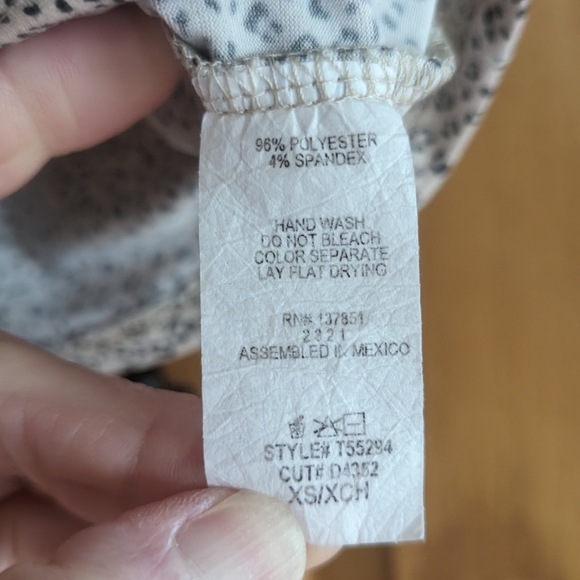 96% POLYESTER
4% SPANDEX
HAND WASH
DO NOT BLEACH
COLOR SEPARATE
LAY FLAT DRYING
RN# 137851
2321
ASSEMBLED IN MEXICO
STYLE# T55294
CUT# D4352
XS/XCH